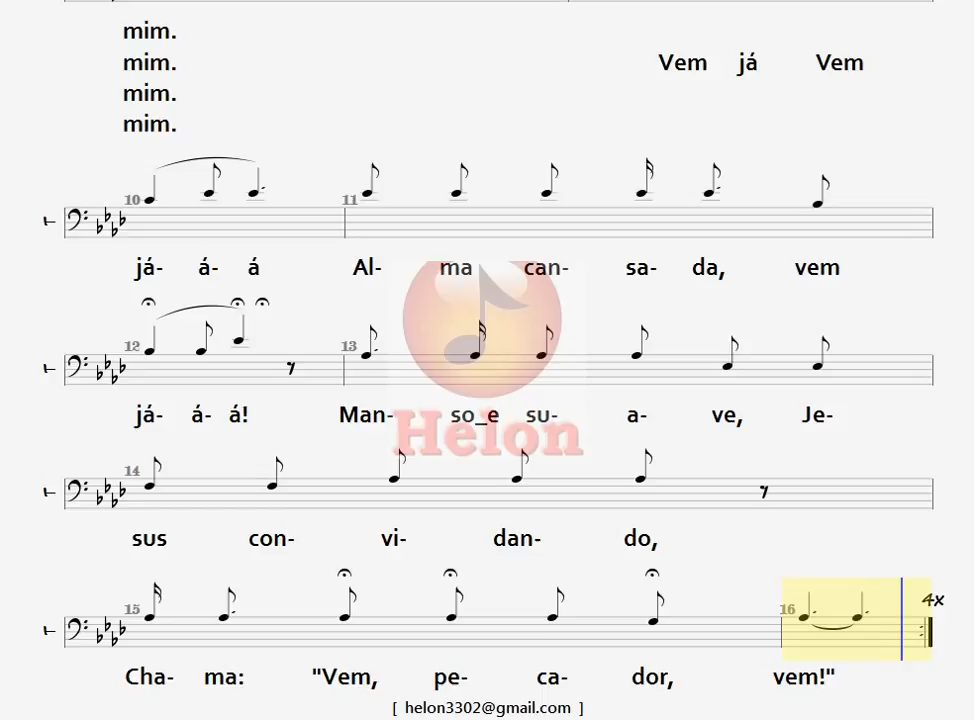 mim.
mim. Vem já Vem
mim.
mim.
10 11
já- á- á Al- ma can- sa- da, vem
12 13
já- á- á! Man- so_e su- a- ve, Je-
Helon
14
sus con- vi- dan- do,
15 16 4x
Cha- ma: "Vem, pe- ca- dor, vem!"
[ helon3302@gmail.com ]